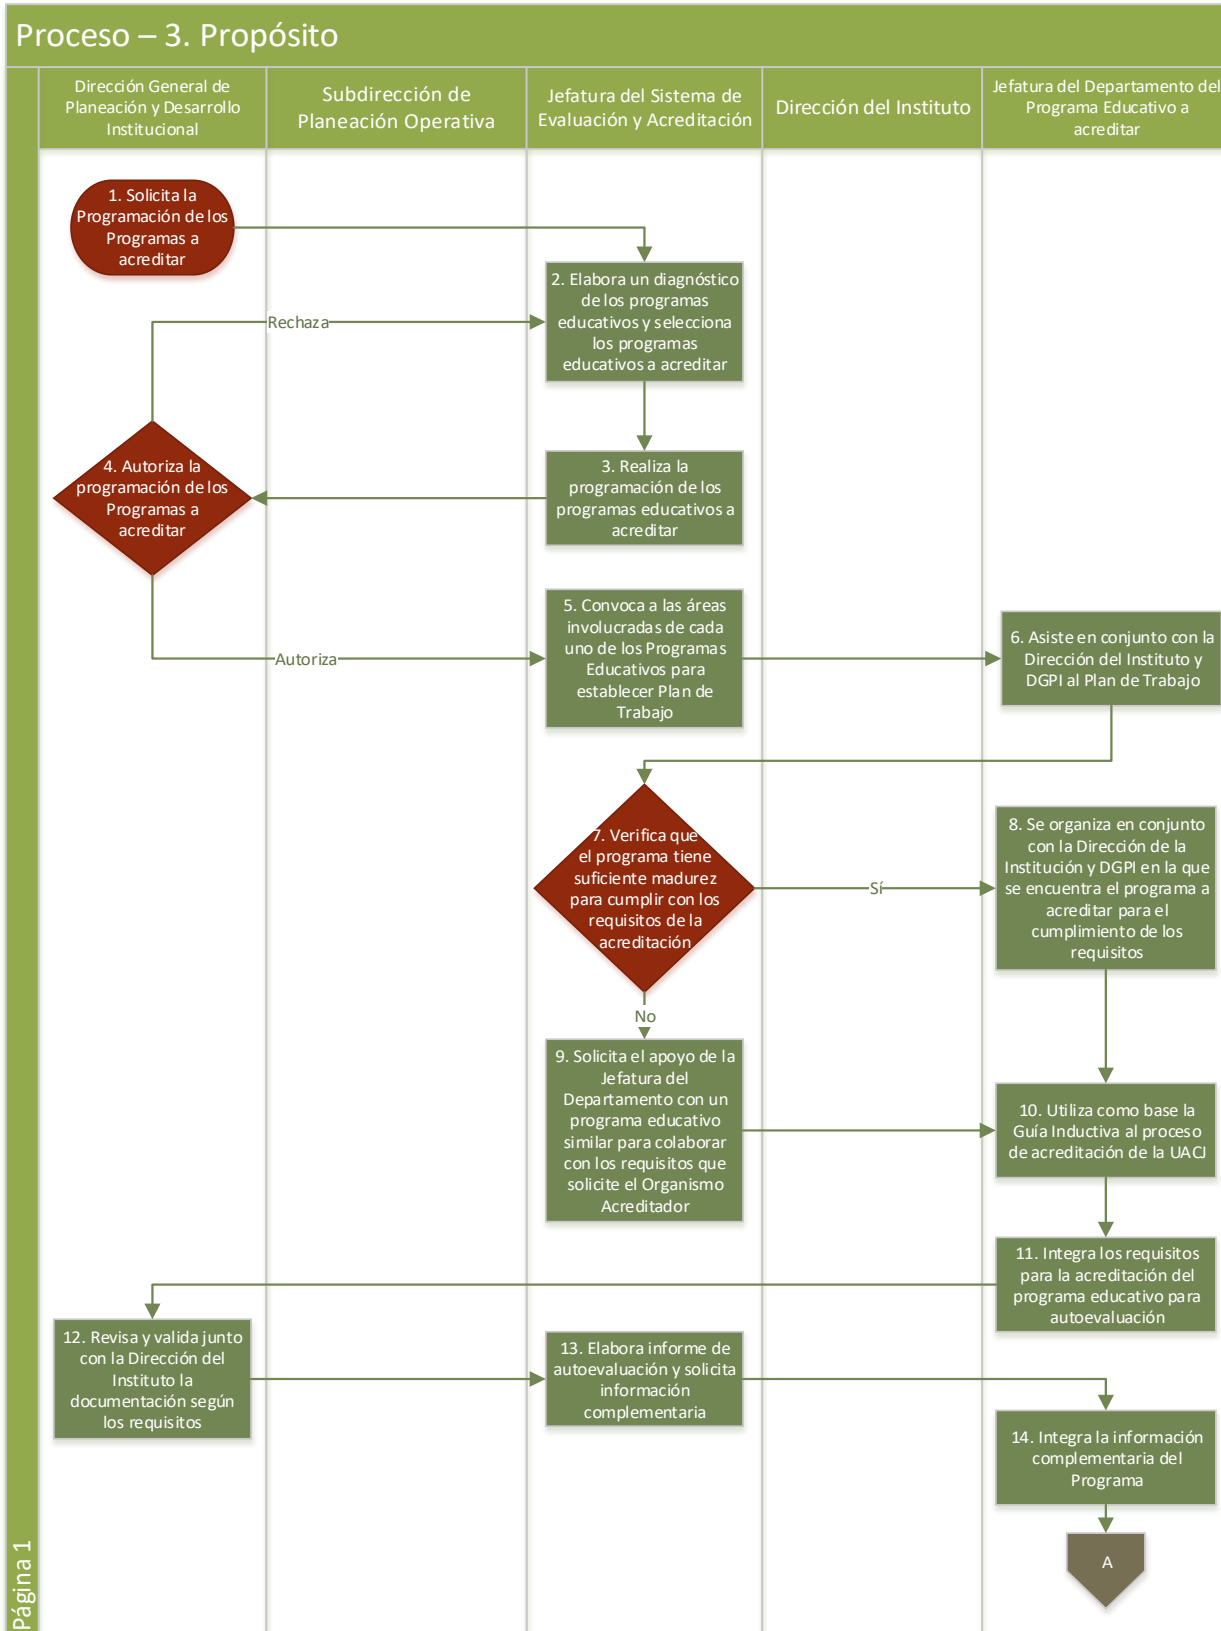 Proceso – 3. Propósito
Dirección General de
Planeación y Desarrollo
Institucional
Subdirección de
Planeación Operativa
Jefatura del Sistema de
Evaluación y Acreditación
Dirección del Instituto
Jefatura del Departamento del
Programa Educativo a
acreditar
1. Solicita la
Programación de los
Programas a
acreditar
2. Elabora un diagnóstico
de los programas
educativos y selecciona
los programas
educativos a acreditar
Rechaza
4. Autoriza la
programación de los
Programas a
acreditar
3. Realiza la
programación de los
programas educativos a
acreditar
5. Convoca a las áreas
involucradas de cada
uno de los Programas
Educativos para
establecer Plan de
Trabajo
Autoriza
6. Asiste en conjunto con la
Dirección del Instituto y
DGPI al Plan de Trabajo
7. Verifica que
el programa tiene
suficiente madurez
para cumplir con los
requisitos de la
acreditación
Sí
8. Se organiza en conjunto
con la Dirección de la
Institución y DGPI en la que
se encuentra el programa a
acreditar para el
cumplimiento de los
requisitos
No
9. Solicita el apoyo de la
Jefatura del
Departamento con un
programa educativo
similar para colaborar
con los requisitos que
solicite el Organismo
Acreditador
10. Utiliza como base la
Guía Inductiva al proceso
de acreditación de la UACJ
11. Integra los requisitos
para la acreditación del
programa educativo para
autoevaluación
12. Revisa y valida junto
con la Dirección del
Instituto la
documentación según
los requisitos
13. Elabora informe de
autoevaluación y solicita
información
complementaria
14. Integra la información
complementaria del
Programa
A
Página 1